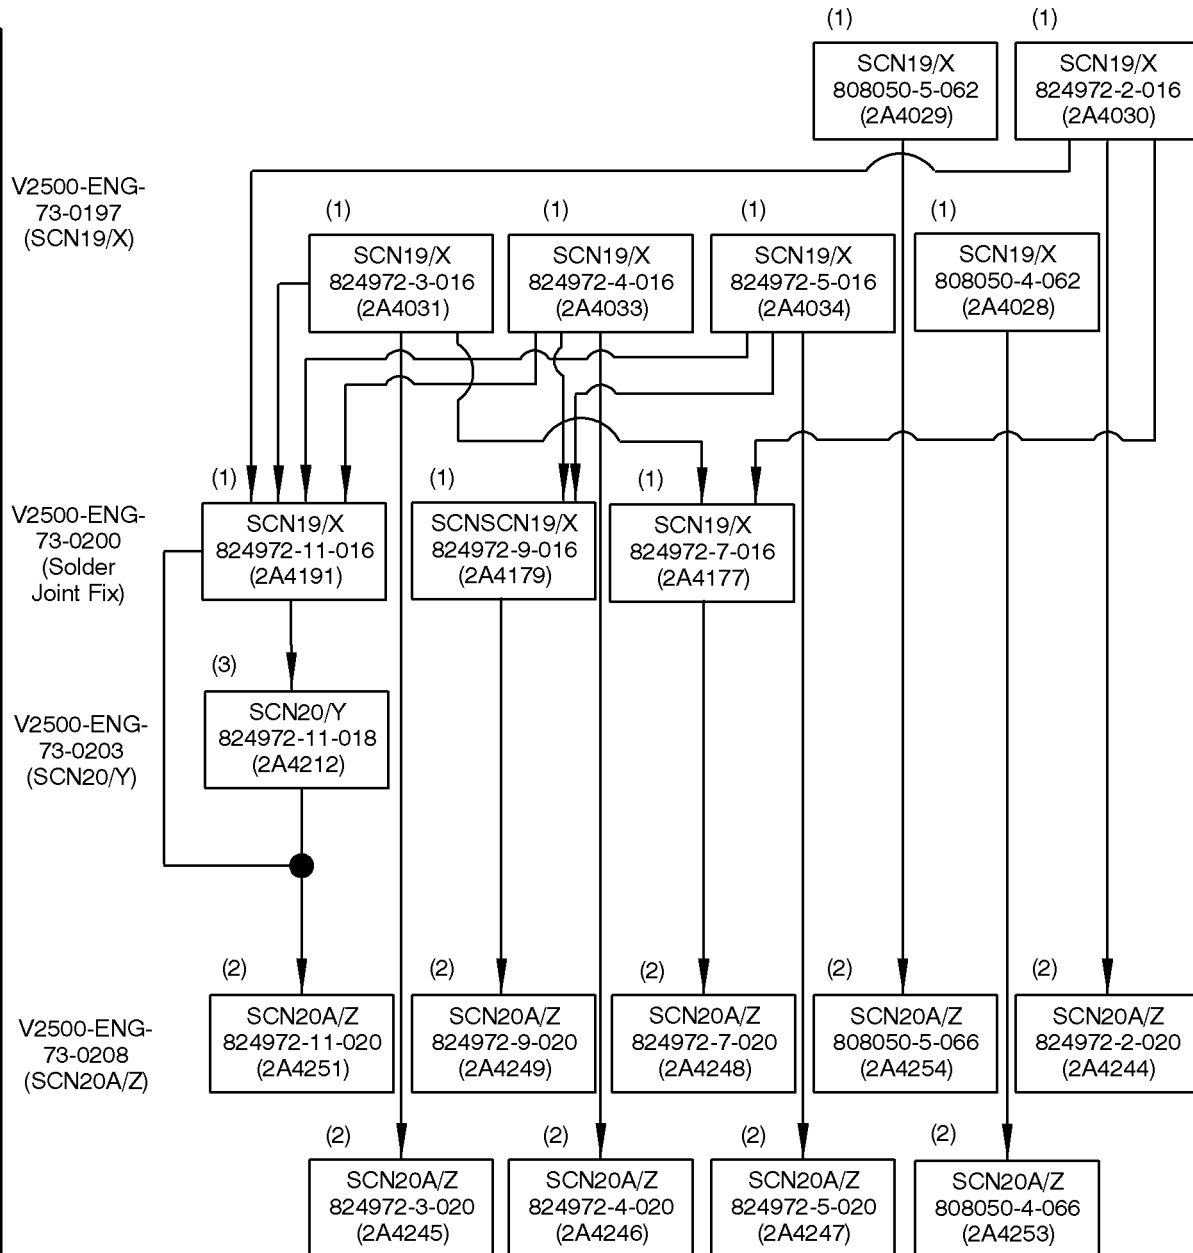 (1)
(1)
SCN19/X
808050-5-062
(2A4029)
SCN19/X
824972-2-016
(2A4030)
V2500-ENG-
73-0197
(SCN19/X)
(1)
(1)
(1)
(1)
SCN19/X
824972-3-016
(2A4031)
SCN19/X
824972-4-016
(2A4033)
SCN19/X
824972-5-016
(2A4034)
SCN19/X
808050-4-062
(2A4028)
V2500-ENG-
73-0200
(Solder
Joint Fix)
(1)
(1)
(1)
SCN19/X
824972-11-016
(2A4191)
SCNSCN19/X
824972-9-016
(2A4179)
SCN19/X
824972-7-016
(2A4177)
V2500-ENG-
73-0203
(SCN20/Y)
(3)
SCN20/Y
824972-11-018
(2A4212)
V2500-ENG-
73-0208
(SCN20A/Z)
(2)
(2)
(2)
(2)
(2)
SCN20A/Z
824972-11-020
(2A4251)
SCN20A/Z
824972-9-020
(2A4249)
SCN20A/Z
824972-7-020
(2A4248)
SCN20A/Z
808050-5-066
(2A4254)
SCN20A/Z
824972-2-020
(2A4244)
(2)
(2)
(2)
(2)
SCN20A/Z
824972-3-020
(2A4245)
SCN20A/Z
824972-4-020
(2A4246)
SCN20A/Z
824972-5-020
(2A4247)
SCN20A/Z
808050-4-066
(2A4253)